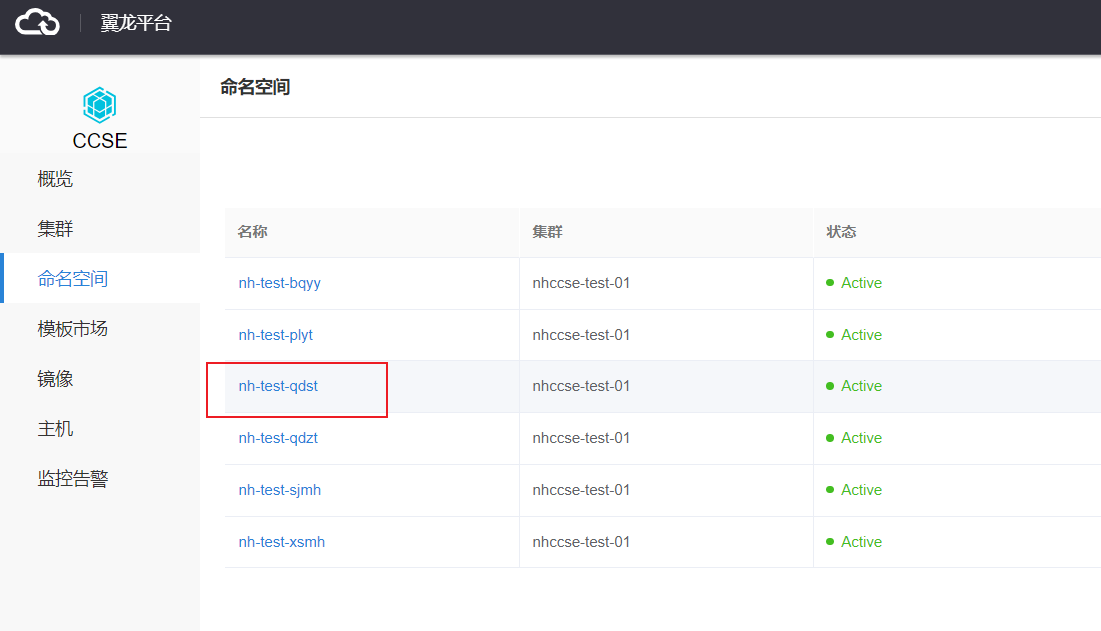 翼龙平台
CCSE
概览
集群
命名空间
模板市场
镜像
主机
监控告警
命名空间
名称 集群 状态
nh-test-bqyy nhccse-test-01 Active
nh-test-plyt nhccse-test-01 Active
nh-test-qdst nhccse-test-01 Active
nh-test-qdzt nhccse-test-01 Active
nh-test-sjmh nhccse-test-01 Active
nh-test-xsmh nhccse-test-01 Active